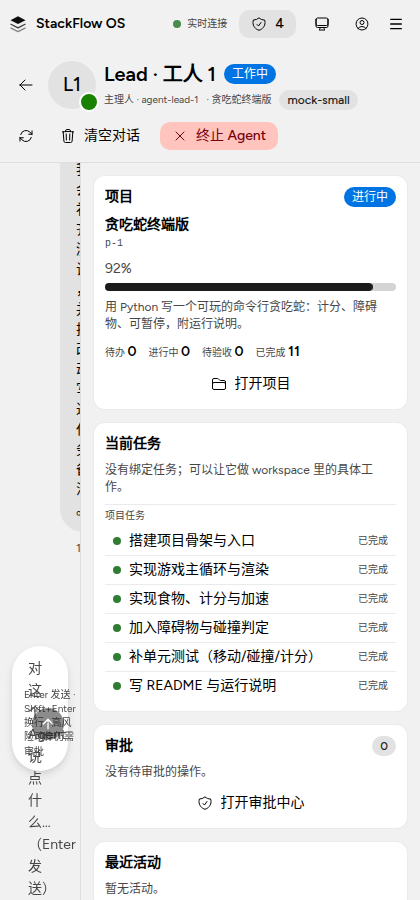 StackFlow OS
实时连接
4
L1
Lead · 工人 1
工作中
主理人 · agent-lead-1 · 贪吃蛇终端版
mock-small
清空对话
终止 Agent
项目
进行中
贪吃蛇终端版
p-1
92%
用 Python 写一个可玩的命令行贪吃蛇：计分、障碍
物、可暂停，附运行说明。
待办 0 进行中 0 待验收 0 已完成 11
打开项目
当前任务
没有绑定任务；可以让它做 workspace 里的具体工
作。
项目任务
搭建项目骨架与入口
已完成
实现游戏主循环与渲染
已完成
实现食物、计分与加速
已完成
加入障碍物与碰撞判定
已完成
补单元测试（移动/碰撞/计分）
已完成
写 README 与运行说明
已完成
审批
0
没有待审批的操作。
打开审批中心
最近活动
暂无活动。
对
这
说
点
什
么…
（Enter
发
送）
Enter 发送 ·
Shift+Enter
换行 · 高风
审批